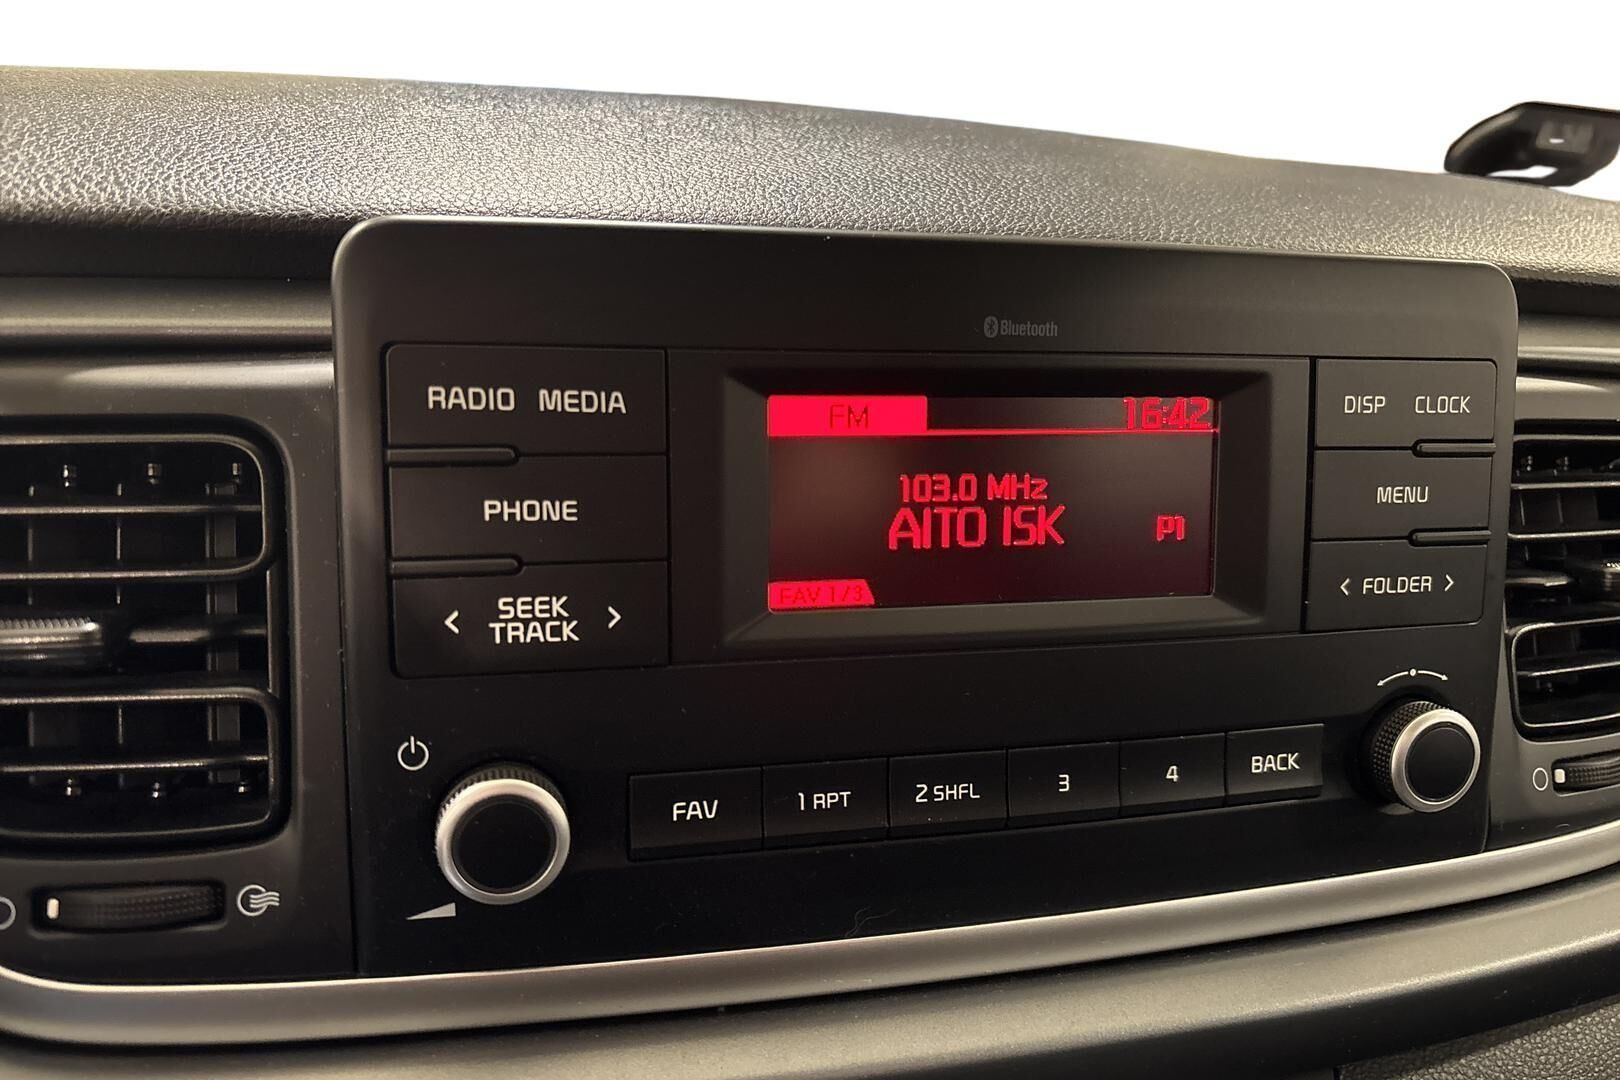 Bluetooth
RADIO MEDIA
PHONE
< SEEK TRACK >
FM 16:42
103.0 MHz
AITO ISK P1
FAV 1/3
DISP CLOCK
MENU
< FOLDER >
FAV
1 RPT
2 SHFL
3
4
BACK